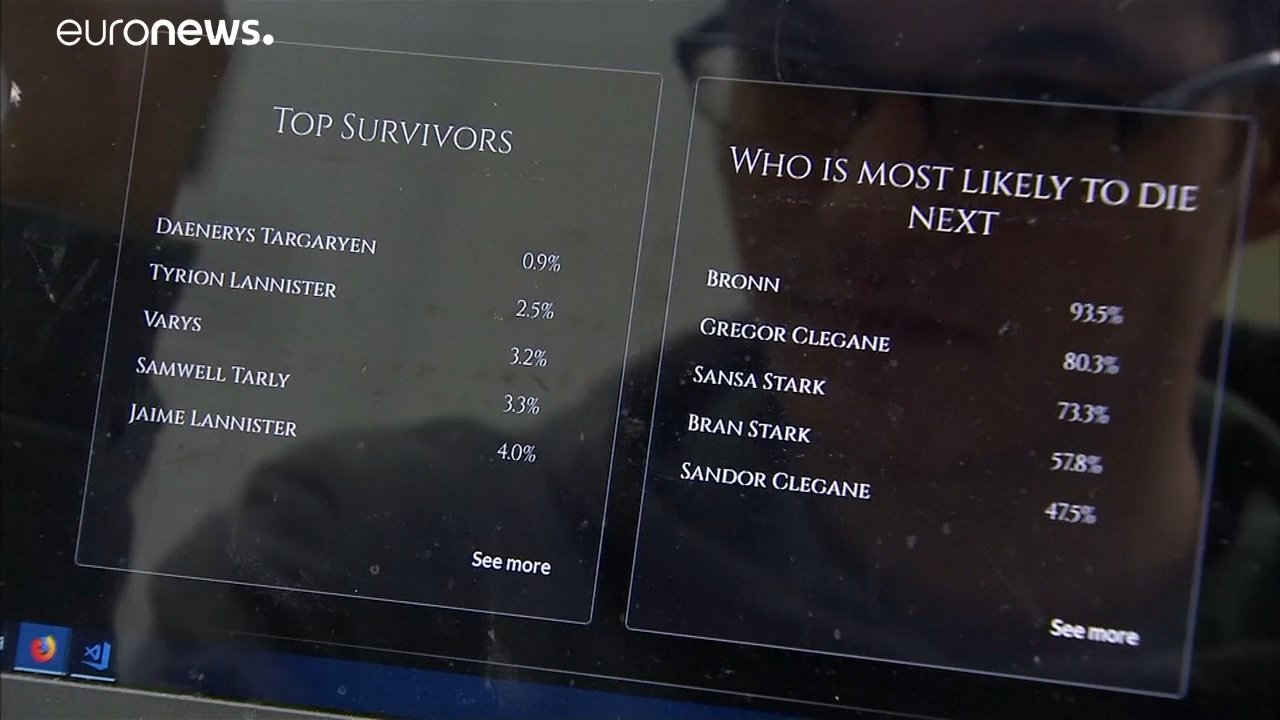 euronews.
Top Survivors
Daenerys Targaryen 0.9%
Tyrion Lannister 2.5%
Varys 3.2%
Samwell Tarly 3.3%
Jaime Lannister 4.0%
See more
Who is most likely to die
next
Bronn 93.5%
Gregor Clegane 80.3%
Sansa Stark 73.3%
Bran Stark 57.8%
Sandor Clegane 47.5%
See more